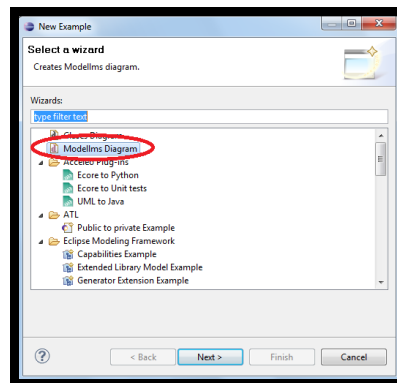 New Example
Select a wizard
Creates Modellms diagram.
Wizards:
type filter text
Class Diagram
Modellms Diagram
Acceleo Plug-ins
Ecore to Python
Ecore to Unit tests
UML to Java
ATL
Public to private Example
Eclipse Modeling Framework
Capabilities Example
Extended Library Model Example
Generator Extension Example
?
< Back Next > Finish Cancel